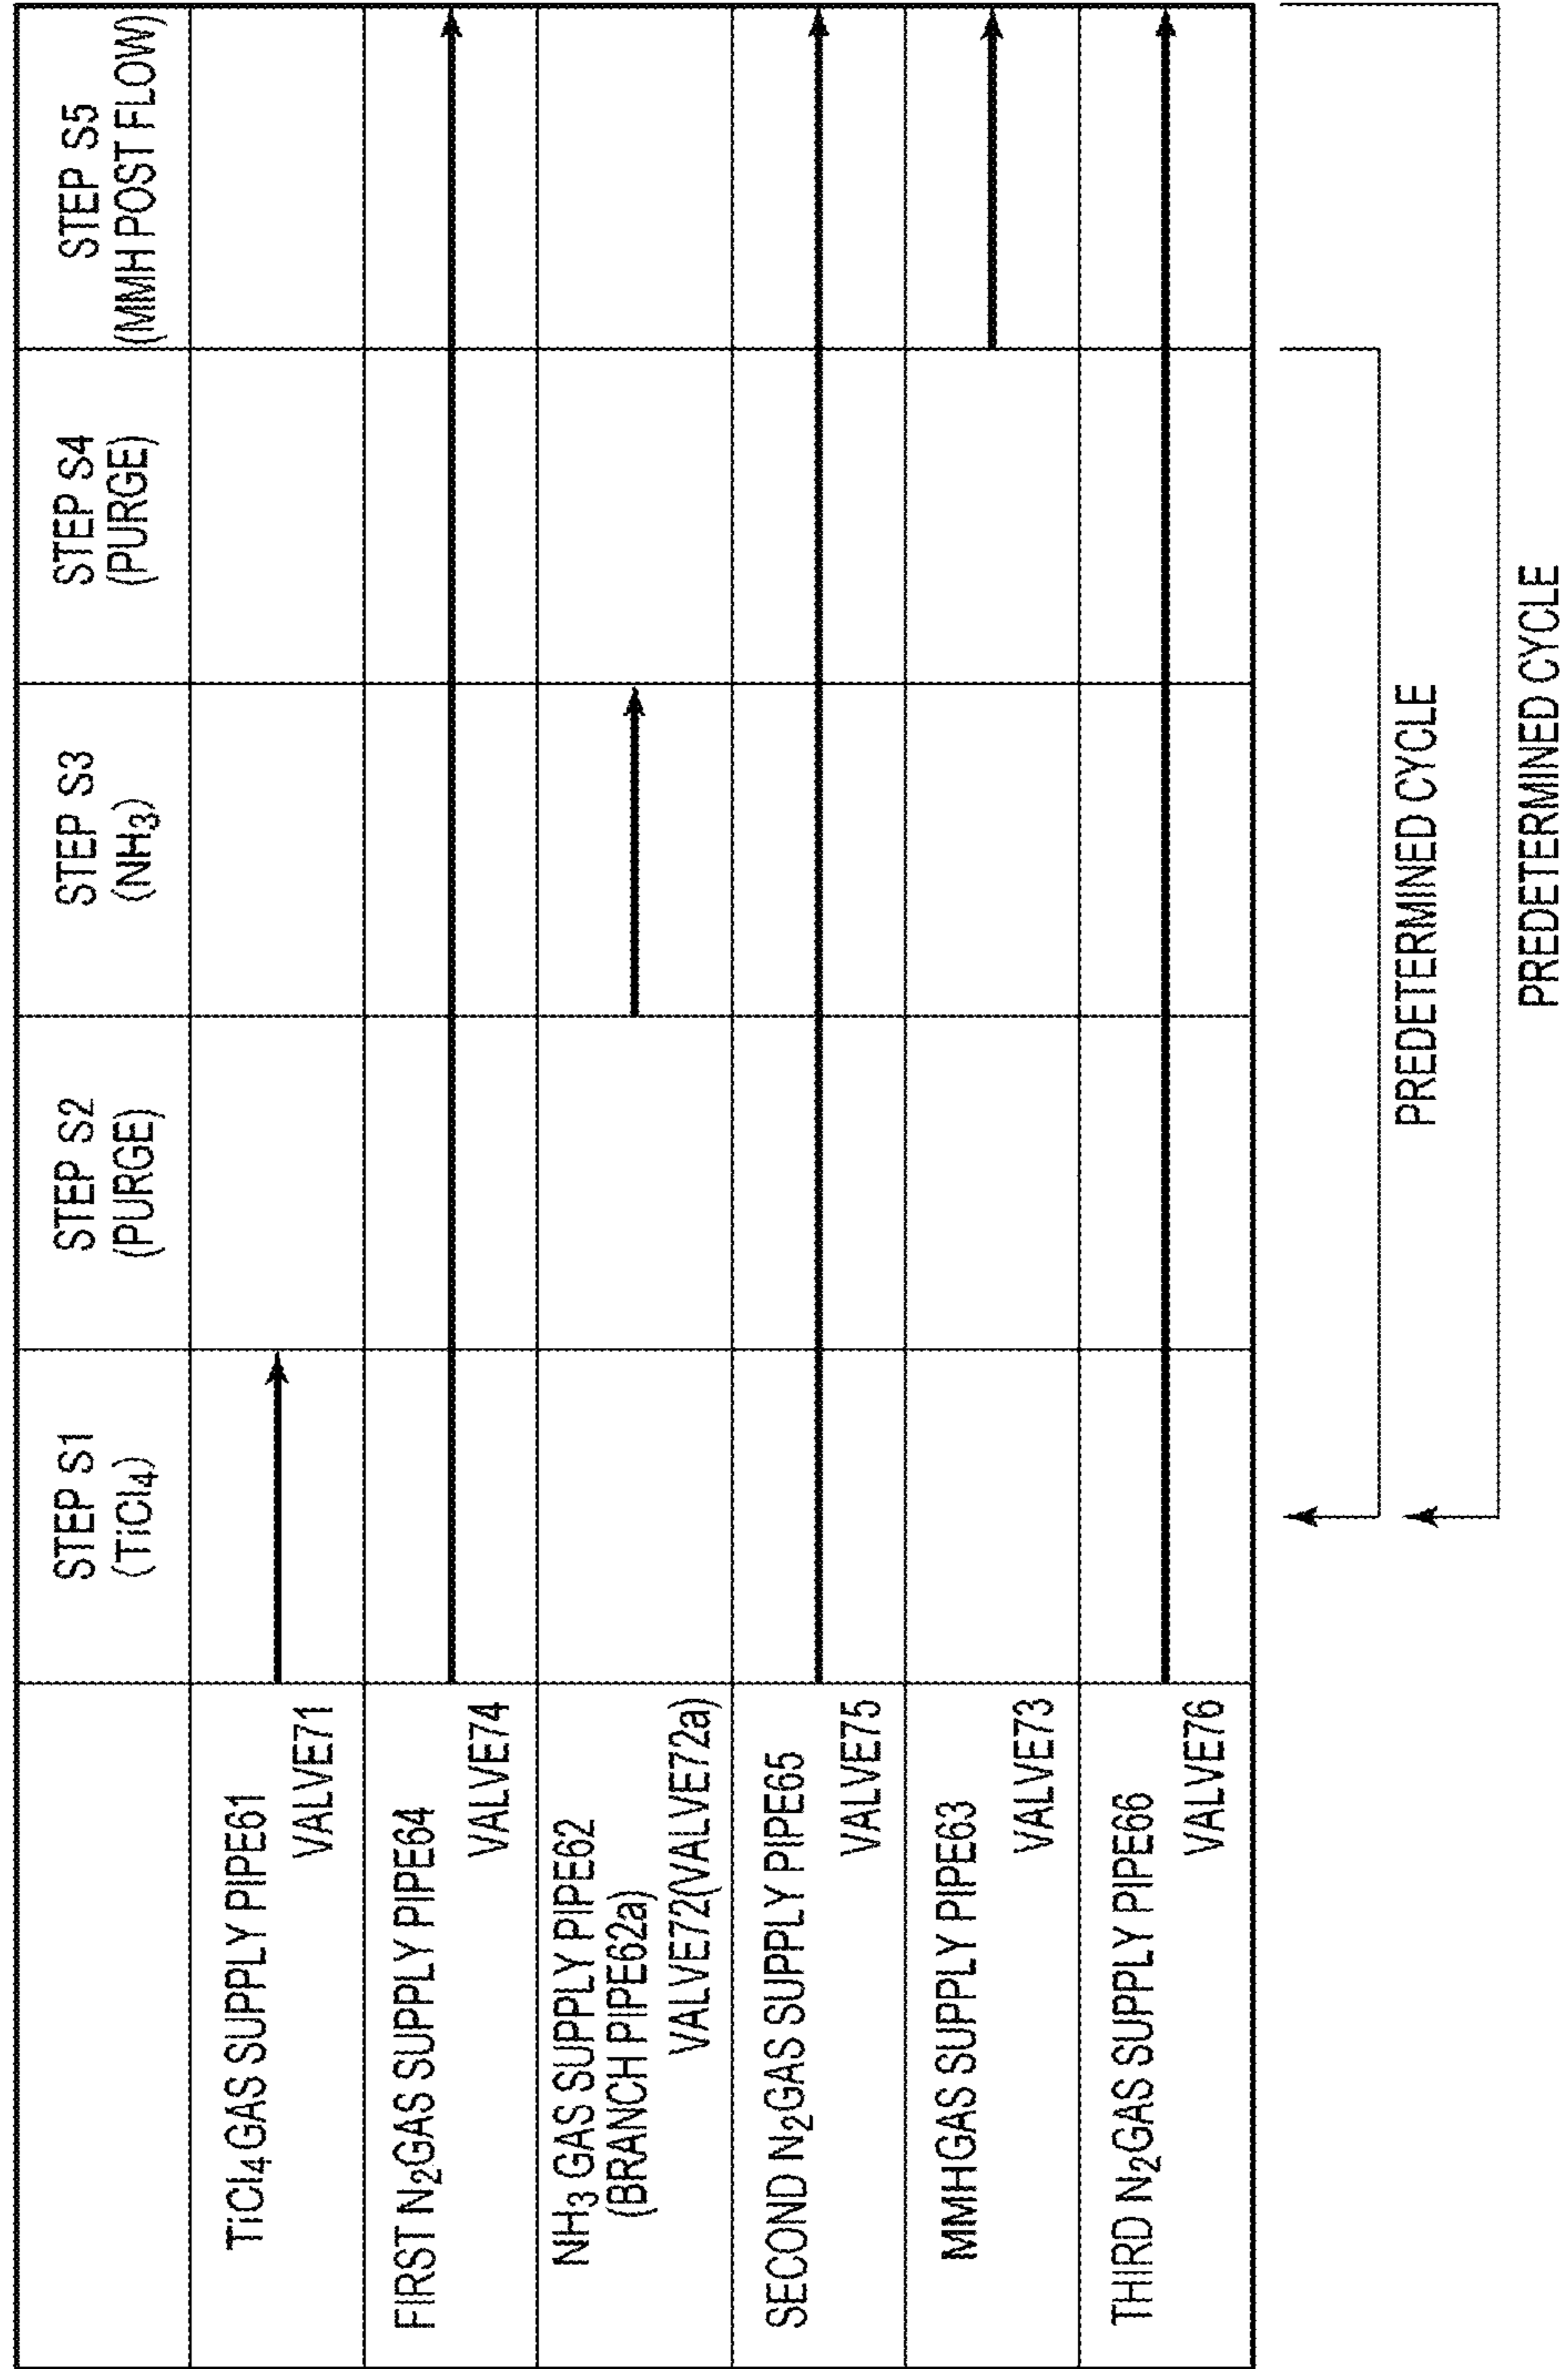 STEP S1
(TiCl₄)
STEP S2
(PURGE)
STEP S3
(NH₃)
STEP S4
(PURGE)
STEP S5
(MMH POST FLOW)
TiCl₄ GAS SUPPLY PIPE61
VALVE71
FIRST N₂GAS SUPPLY PIPE64
VALVE74
NH₃ GAS SUPPLY PIPE62
(BRANCH PIPE62a)
VALVE72(VALVE72a)
SECOND N₂GAS SUPPLY PIPE65
VALVE75
MMHGAS SUPPLY PIPE63
VALVE73
THIRD N₂GAS SUPPLY PIPE66
VALVE76
PREDETERMINED CYCLE
PREDETERMINED CYCLE